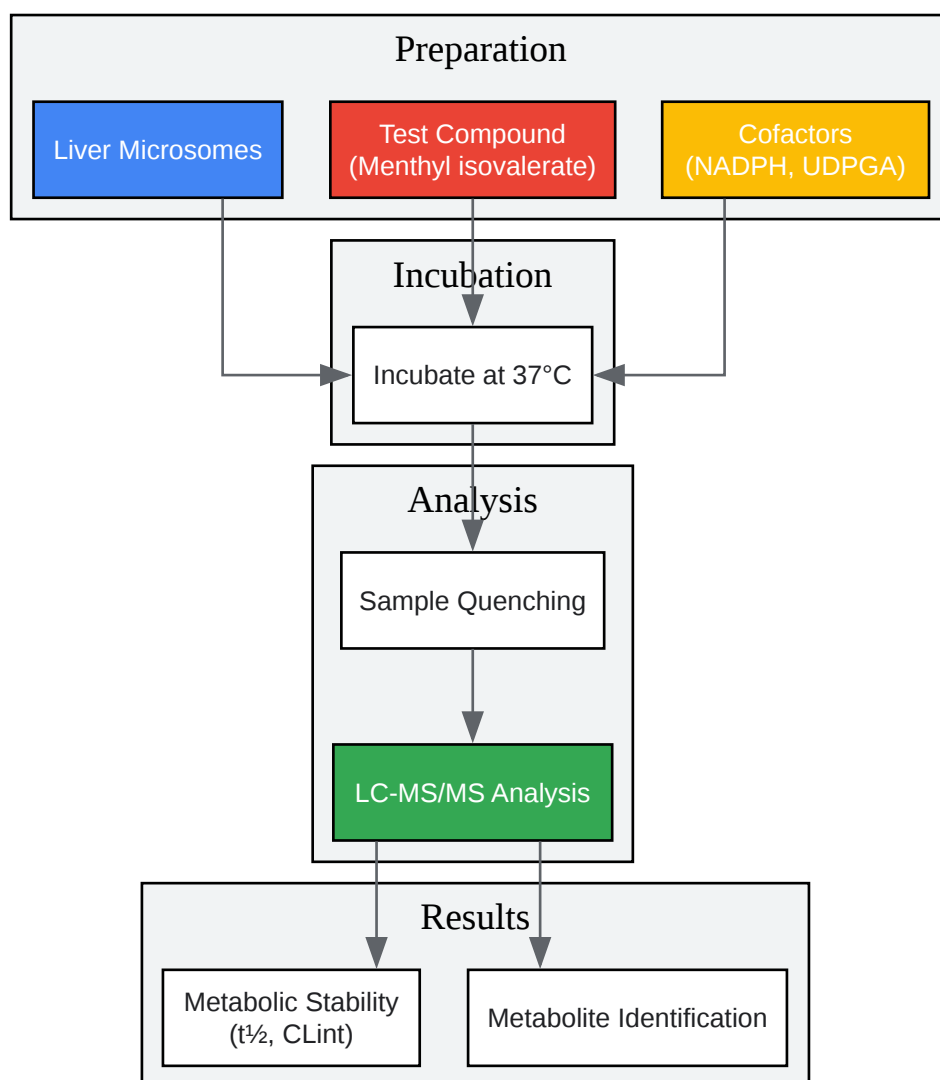 Preparation
Liver Microsomes
Test Compound
(Menthyl isovalerate)
Cofactors
(NADPH, UDPGA)
Incubation
Incubate at 37°C
Analysis
Sample Quenching
LC-MS/MS Analysis
Results
Metabolic Stability
(t½, CLint)
Metabolite Identification